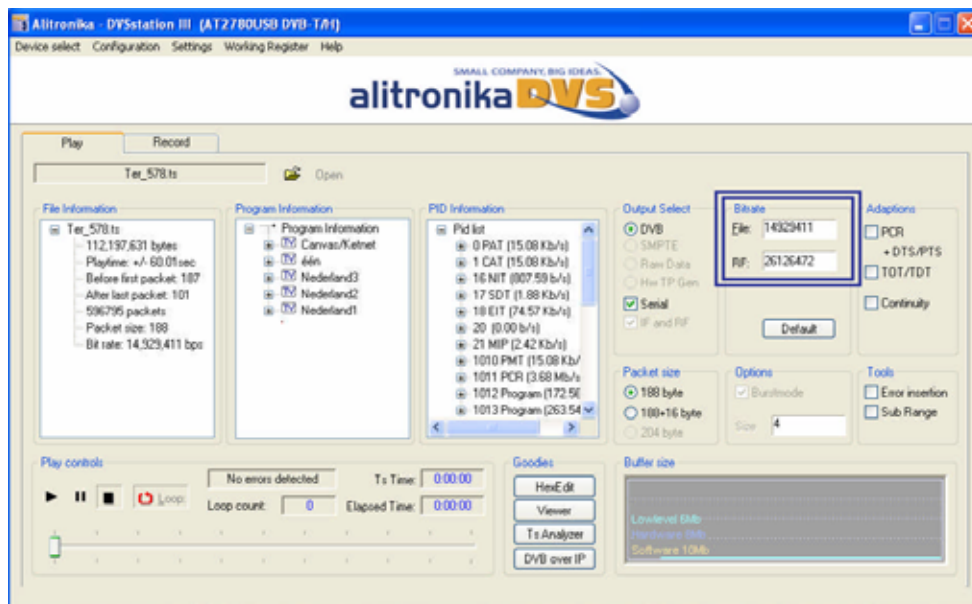 Alitronika - DVSstation III (AT2780USB DVB-T/H)
Device select Configuration Settings Working Register Help
SMALL COMPANY, BIG IDEAS.
alitronika DVS
Play Record
Ter_578.ts Open
File Information
Ter_578.ts
112,197,631 bytes
Playtime: +/- 60.01sec
Before first packet: 187
After last packet: 101
596795 packets
Packet size: 188
Bit rate: 14,929,411 bps
Program Information
Program Information
Canvas/Ketnet
één
Nederland3
Nederland2
Nederland1
PID Information
Pid list
0 PAT (15.08 Kb/s)
1 CAT (15.08 Kb/s)
16 NIT (807.59 b/s)
17 SDT (1.88 Kb/s)
18 EIT (74.57 Kb/s)
20 (0.00 b/s)
21 MIP (2.42 Kb/s)
1010 PMT (15.08 Kb/
1011 PCR (3.68 Mb/s
1012 Program (172.56
1013 Program (263.54
Output Select
DVB
SMPTE
Raw Data
Hw TP Gen
Serial
IF and RF
Bitrate
File: 14929411
RF: 26126472
Default
Adaptions
PCR
+ DTS/PTS
TOT/TDT
Continuity
Packet size
188 byte
188+16 byte
204 byte
Options
Burstmode
Size 4
Tools
Error insertion
Sub Range
Play controls
Loop:
No errors detected Ts Time: 0:00:00
Loop count: 0 Elapsed Time: 0:00:00
Goodies
HexEdit
Viewer
Ts Analyzer
DVB over IP
Buffer size
Lowlevel 6Mb
Software 10Mb